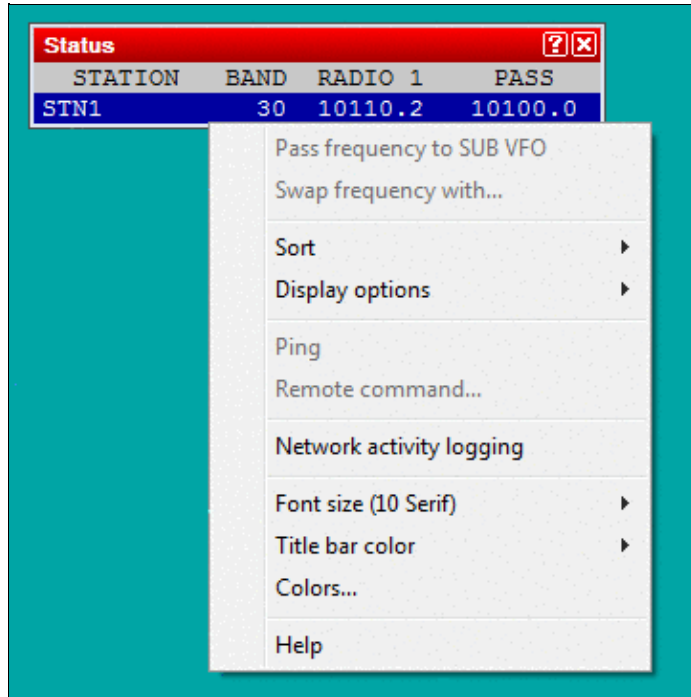 Status
STATION BAND RADIO 1 PASS
STN1 30 10110.2 10100.0
Pass frequency to SUB VFO
Swap frequency with...
Sort
Display options
Ping
Remote command...
Network activity logging
Font size (10 Serif)
Title bar color
Colors...
Help